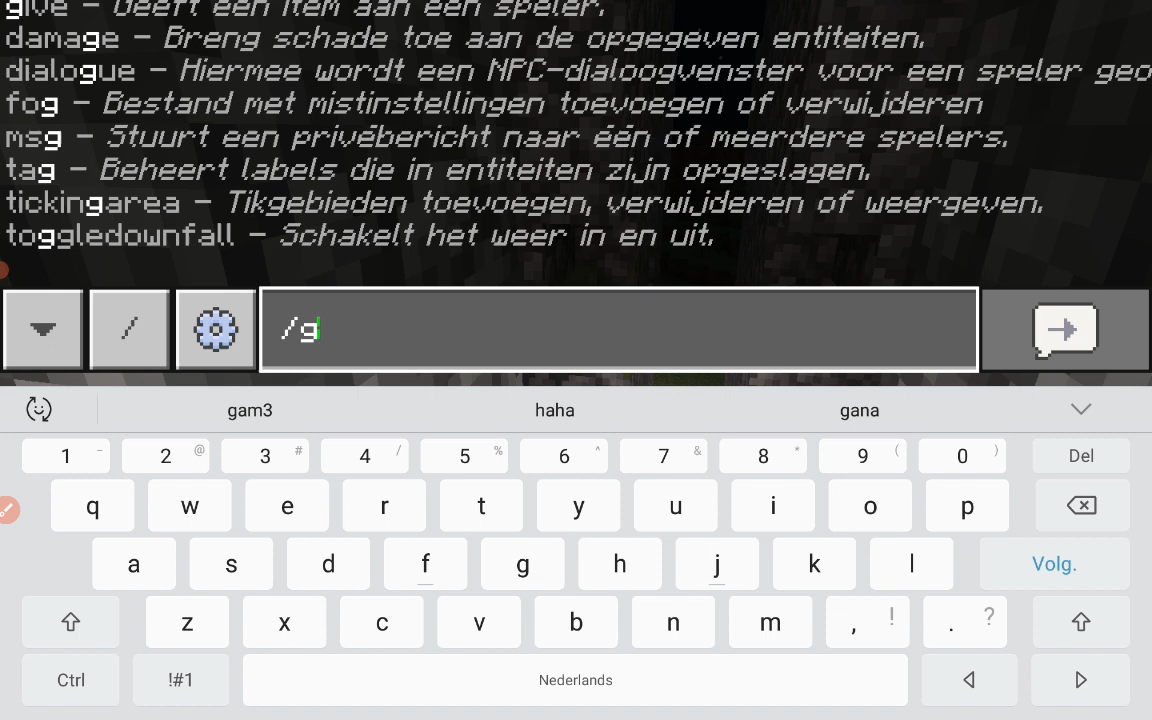 give – Geeft een item aan een speler.
damage – Breng schade toe aan de opgegeven entiteiten.
dialogue – Hiermee wordt een NPC-dialoogvenster voor een speler geo
fog – Bestand met mistinstellingen toevoegen of verwijderen
msg – Stuurt een privébericht naar één of meerdere spelers.
tag – Beheert labels die in entiteiten zijn opgeslagen.
tickingarea – Tikgebieden toevoegen, verwijderen of weergeven.
toggledownfall – Schakelt het weer in en uit.
/ /g
gam3 haha gana
1 - 2 @ 3 # 4 / 5 % 6 ^ 7 & 8 * 9 ( 0 ) Del
q w e r t y u i o p
a s d f g h j k l Volg.
z x c v b n m , ! . ?
Ctrl !#1 Nederlands